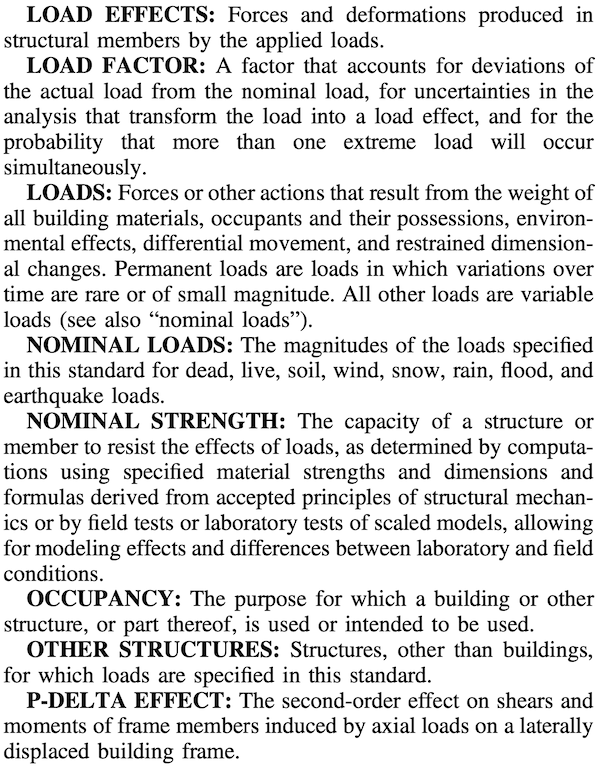 LOAD EFFECTS: Forces and deformations produced in
structural members by the applied loads.
LOAD FACTOR: A factor that accounts for deviations of
the actual load from the nominal load, for uncertainties in the
analysis that transform the load into a load effect, and for the
probability that more than one extreme load will occur
simultaneously.
LOADS: Forces or other actions that result from the weight of
all building materials, occupants and their possessions, environ-
mental effects, differential movement, and restrained dimension-
al changes. Permanent loads are loads in which variations over
time are rare or of small magnitude. All other loads are variable
loads (see also “nominal loads”).
NOMINAL LOADS: The magnitudes of the loads specified
in this standard for dead, live, soil, wind, snow, rain, flood, and
earthquake loads.
NOMINAL STRENGTH: The capacity of a structure or
member to resist the effects of loads, as determined by computa-
tions using specified material strengths and dimensions and
formulas derived from accepted principles of structural mechan-
ics or by field tests or laboratory tests of scaled models, allowing
for modeling effects and differences between laboratory and field
conditions.
OCCUPANCY: The purpose for which a building or other
structure, or part thereof, is used or intended to be used.
OTHER STRUCTURES: Structures, other than buildings,
for which loads are specified in this standard.
P-DELTA EFFECT: The second-order effect on shears and
moments of frame members induced by axial loads on a laterally
displaced building frame.